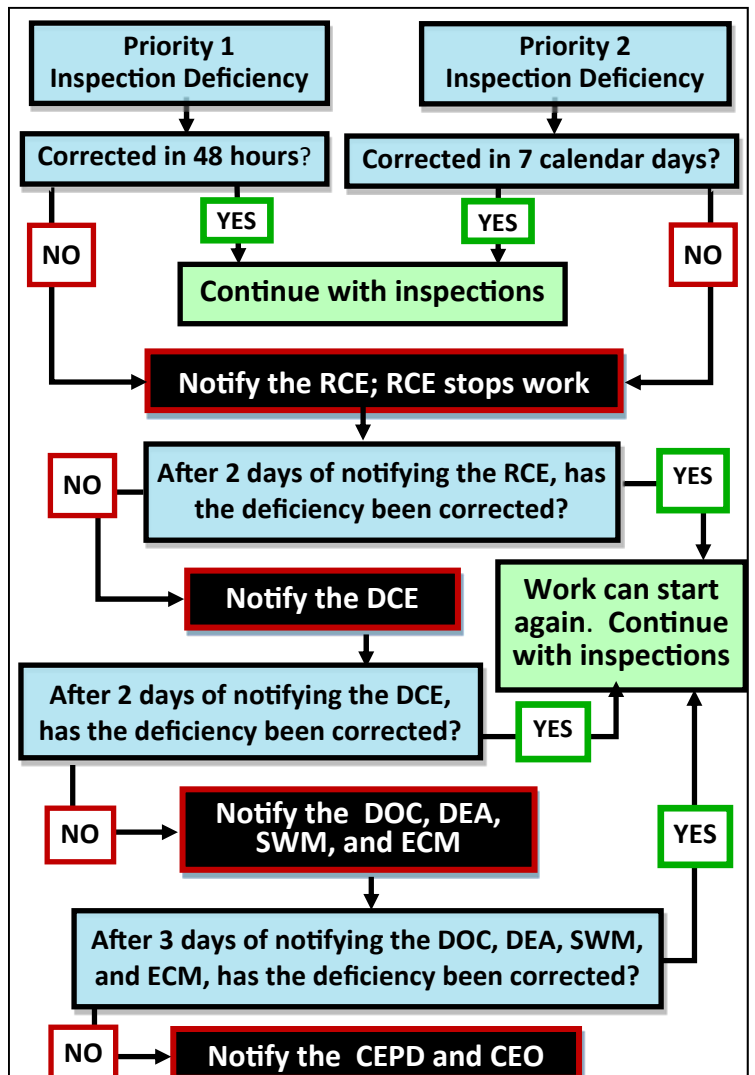 Priority 1
Inspection Deficiency
Priority 2
Inspection Deficiency
Corrected in 48 hours?
Corrected in 7 calendar days?
NO
YES
YES
NO
Continue with inspections
Notify the RCE; RCE stops work
After 2 days of notifying the RCE, has
the deficiency been corrected?
NO
YES
Notify the DCE
Work can start
again. Continue
with inspections
After 2 days of notifying the DCE,
has the deficiency been corrected?
YES
NO
Notify the DOC, DEA,
SWM, and ECM
YES
After 3 days of notifying the DOC, DEA, SWM,
and ECM, has the deficiency been corrected?
NO
Notify the CEPD and CEO